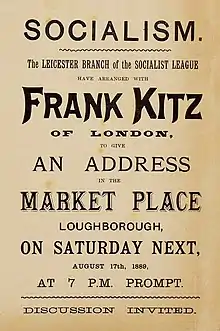 SOCIALISM.
The LEICESTER BRANCH of the SOCIALIST LEAGUE
HAVE ARRANGED WITH
FRANK KITZ
OF LONDON,
TO GIVE
AN ADDRESS
IN THE
MARKET PLACE
LOUGHBOROUGH,
ON SATURDAY NEXT,
AUGUST 17th, 1889,
AT 7 P.M. PROMPT.
DISCUSSION INVITED.